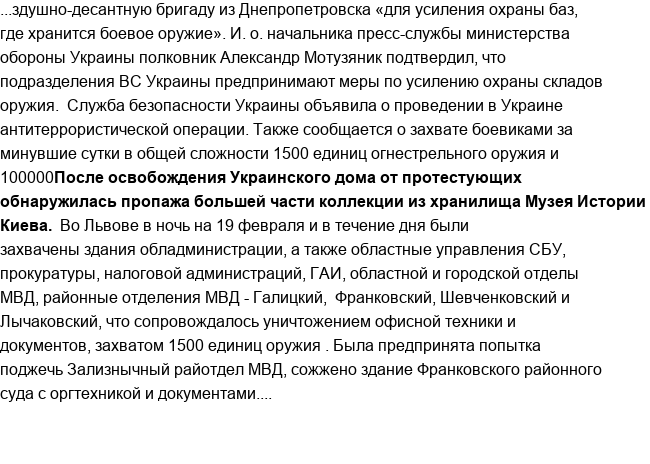 ...здушно-десантную бригаду из Днепропетровска «для усиления охраны баз,
где хранится боевое оружие». И. о. начальника пресс-службы министерства
обороны Украины полковник Александр Мотузяник подтвердил, что
подразделения ВС Украины предпринимают меры по усилению охраны складов
оружия.  Служба безопасности Украины объявила о проведении в Украине
антитеррористической операции. Также сообщается о захвате боевиками за
минувшие сутки в общей сложности 1500 единиц огнестрельного оружия и
100000После освобождения Украинского дома от протестующих
обнаружилась пропажа большей части коллекции из хранилища Музея Истории
Киева.  Во Львове в ночь на 19 февраля и в течение дня были
захвачены здания обладминистрации, а также областные управления СБУ,
прокуратуры, налоговой администраций, ГАИ, областной и городской отделы
МВД, районные отделения МВД - Галицкий,  Франковский, Шевченковский и
Лычаковский, что сопровождалось уничтожением офисной техники и
документов, захватом 1500 единиц оружия . Была предпринята попытка
поджечь Зализнычный райотдел МВД, сожжено здание Франковского районного
суда с оргтехникой и документами....